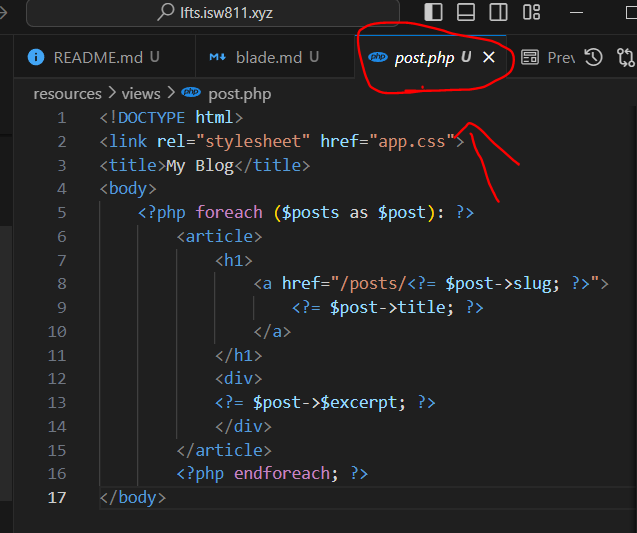 lfts.isw811.xyz
README.md U blade.md U php post.php U Prev
resources > views > php post.php
1 <!DOCTYPE html>
2 <link rel="stylesheet" href="app.css">
3 <title>My Blog</title>
4 <body>
5 <?php foreach ($posts as $post): ?>
6 <article>
7 <h1>
8 <a href="/posts/<?= $post->slug; ?>">
9 <?= $post->title; ?>
10 </a>
11 </h1>
12 <div>
13 <?= $post->$excerpt; ?>
14 </div>
15 </article>
16 <?php endforeach; ?>
17 </body>